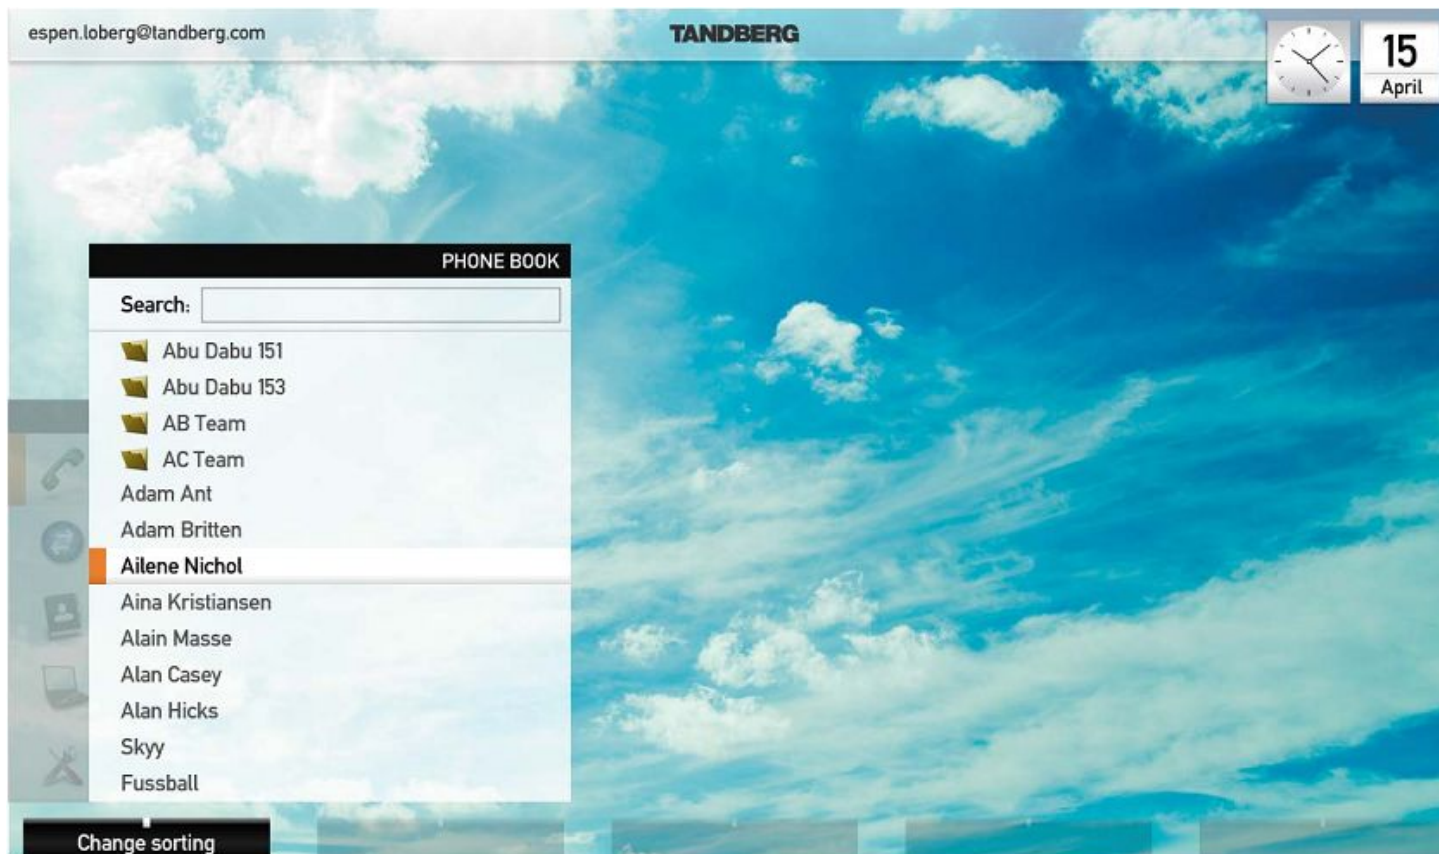 espen.loberg@tandberg.com
TANDBERG
15
April
PHONE BOOK
Search:
Abu Dabu 151
Abu Dabu 153
AB Team
AC Team
Adam Ant
Adam Britten
Ailene Nichol
Aina Kristiansen
Alain Masse
Alan Casey
Alan Hicks
Skyy
Fussball
Change sorting